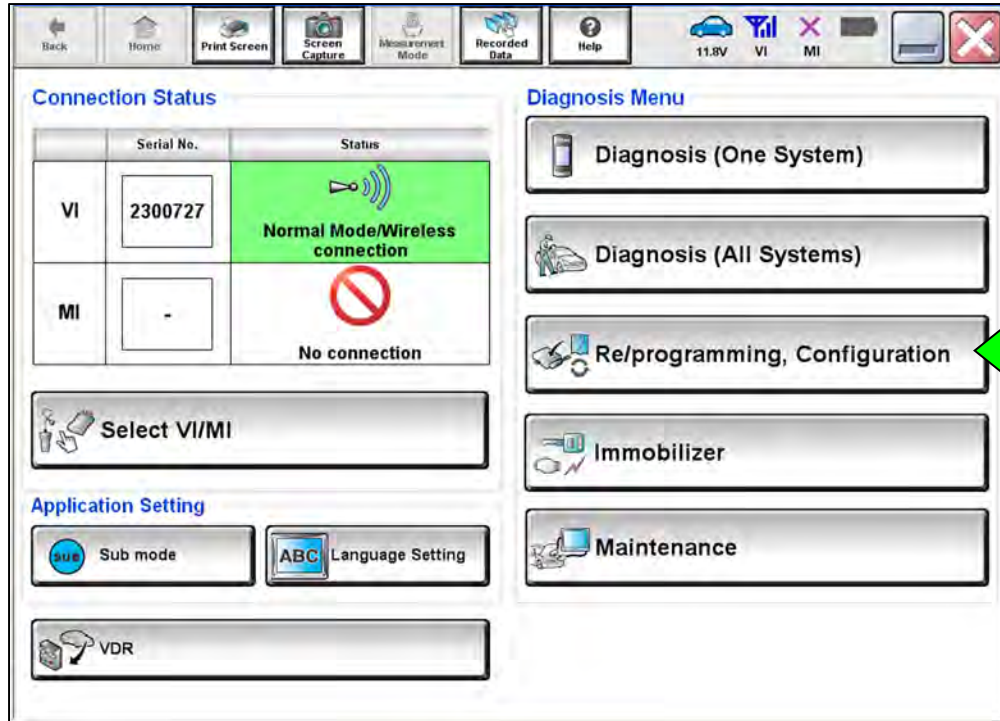 Back
Home
Print Screen
Screen
Capture
Measurement
Mode
Recorded
Data
Help
11.8V
VI
MI
Connection Status
Serial No.
Status
VI
2300727
Normal Mode/Wireless
connection
MI
-
No connection
Select VI/MI
Application Setting
SUB
Sub mode
ABC
Language Setting
VDR
Diagnosis Menu
Diagnosis (One System)
Diagnosis (All Systems)
Re/programming, Configuration
Immobilizer
Maintenance